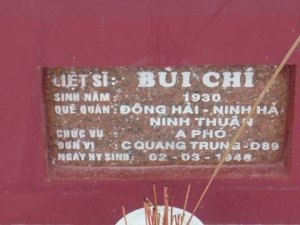 LIỆT SĨ : BÙI CHÍ
SINH NĂM : 1930
QUÊ QUÁN : ĐÔNG HẢI - NINH HẢI
NINH THUẬN
CHỨC VỤ : A PHÓ
ĐƠN VỊ : C QUANG TRUNG - D89
NGÀY HY SINH : 02 - 03 - 1948